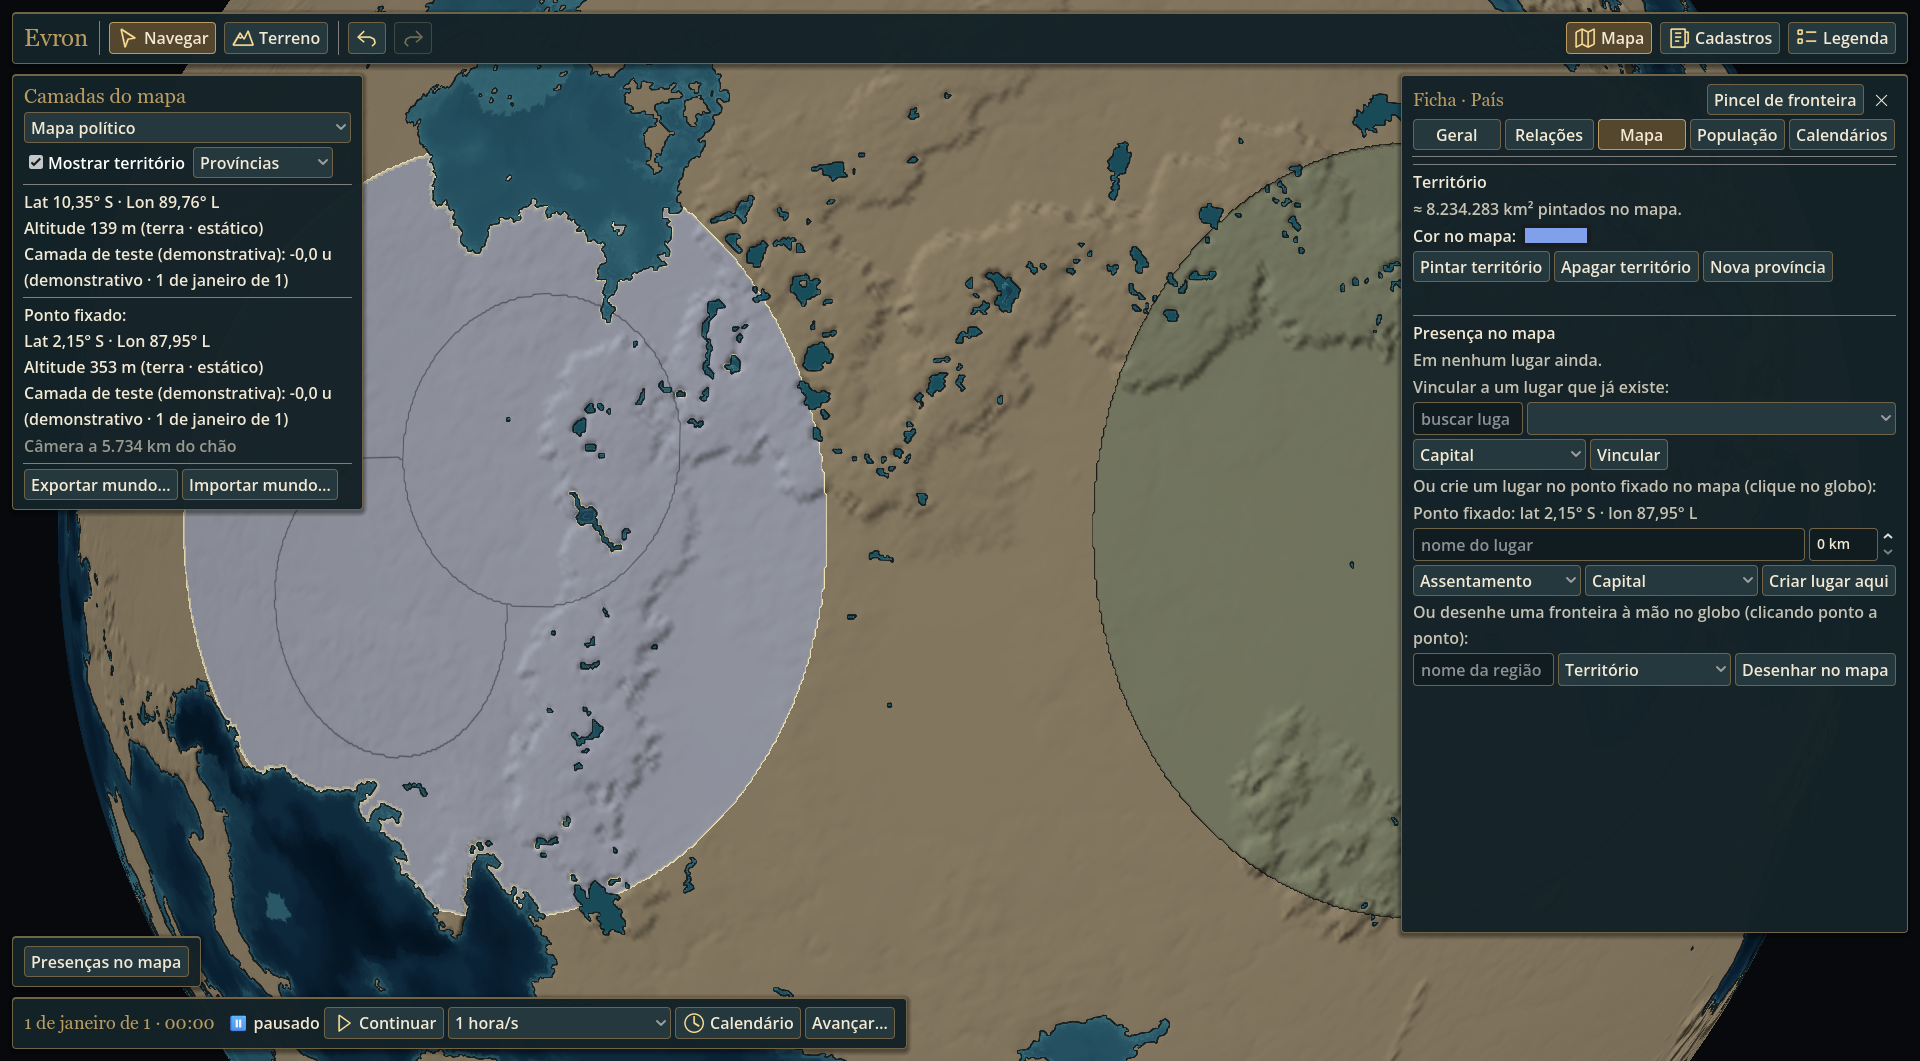 Evron
Navegar
Terreno
Mapa
Cadastros
Legenda
Camadas do mapa
Mapa político
Mostrar território
Províncias
Lat 10,35° S · Lon 89,76° L
Altitude 139 m (terra · estático)
Camada de teste (demonstrativa): -0,0 u
(demonstrativo · 1 de janeiro de 1)
Ponto fixado:
Lat 2,15° S · Lon 87,95° L
Altitude 353 m (terra · estático)
Camada de teste (demonstrativa): -0,0 u
(demonstrativo · 1 de janeiro de 1)
Câmera a 5.734 km do chão
Exportar mundo...
Importar mundo...
Ficha · País
Pincel de fronteira
Geral
Relações
Mapa
População
Calendários
Território
≈ 8.234.283 km² pintados no mapa.
Cor no mapa:
Pintar território
Apagar território
Nova província
Presença no mapa
Em nenhum lugar ainda.
Vincular a um lugar que já existe:
buscar luga
Capital
Vincular
Ou crie um lugar no ponto fixado no mapa (clique no globo):
Ponto fixado: lat 2,15° S · lon 87,95° L
nome do lugar
0 km
Assentamento
Capital
Criar lugar aqui
Ou desenhe uma fronteira à mão no globo (clicando ponto a
ponto):
nome da região
Território
Desenhar no mapa
Presenças no mapa
1 de janeiro de 1 · 00:00
pausado
Continuar
1 hora/s
Calendário
Avançar...